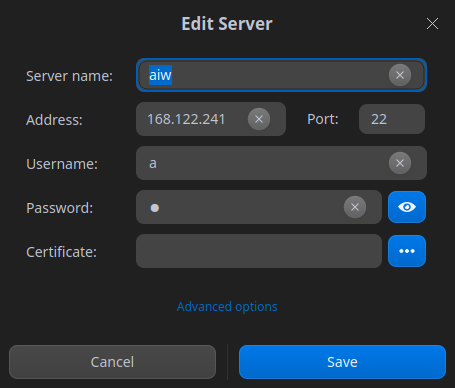 Edit Server
Server name: aiw
Address: 168.122.241 Port: 22
Username: a
Password: ●
Certificate:
Advanced options
Cancel Save